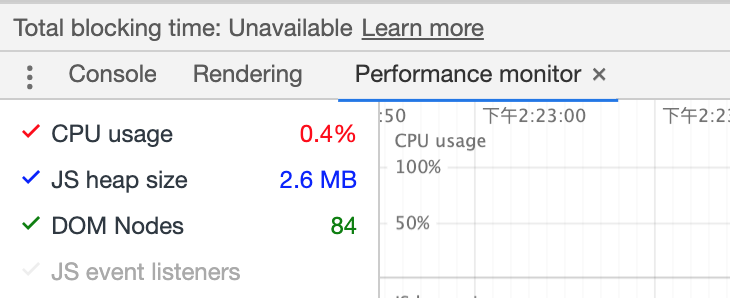 Total blocking time: Unavailable Learn more
Console Rendering Performance monitor ×
:50 下午2:23:00 下午2:23
CPU usage 0.4%
JS heap size 2.6 MB
DOM Nodes 84
JS event listeners
CPU usage
100%
50%